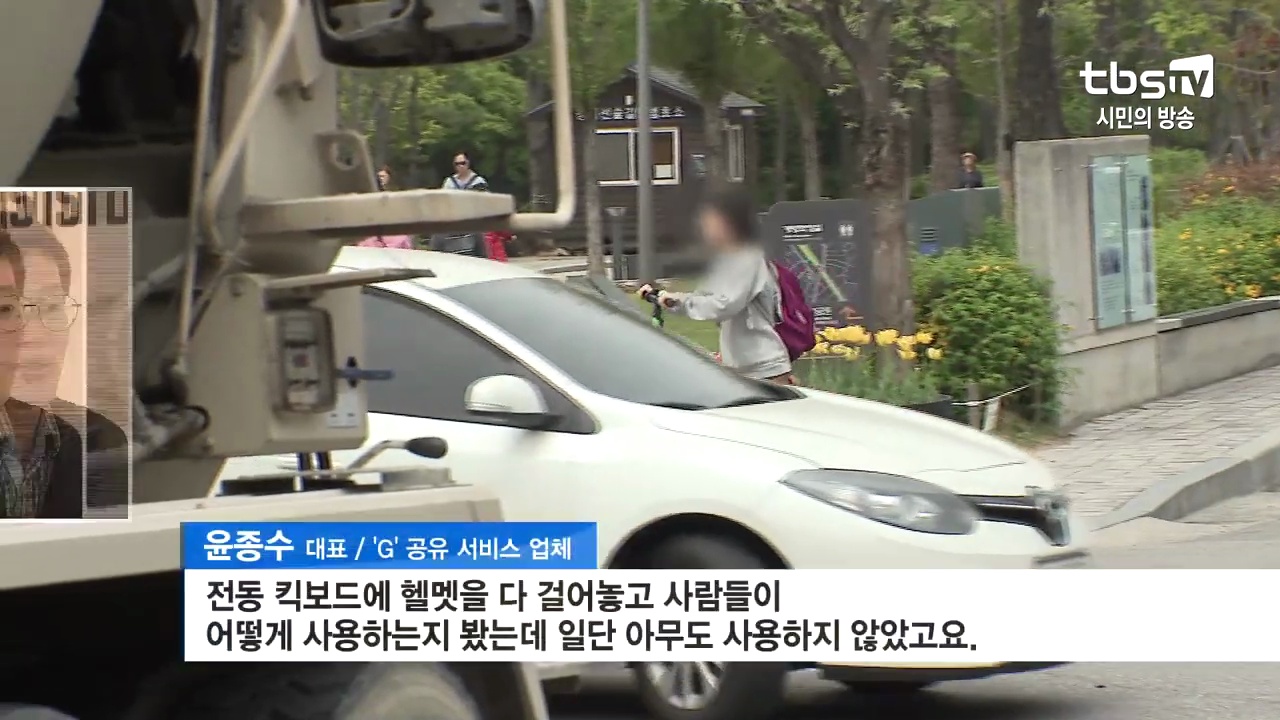 tbsTV
시민의 방송
윤종수 대표 / 'G' 공유 서비스 업체
전동 킥보드에 헬멧을 다 걸어놓고 사람들이
어떻게 사용하는지 봤는데 일단 아무도 사용하지 않았고요.